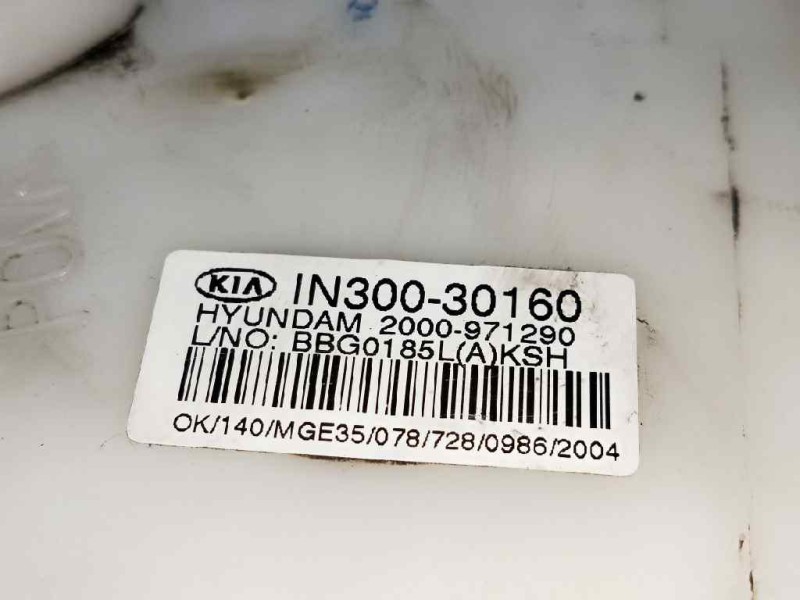 KIA IN300-30160
HYUNDAM 2000-971290
L/NO: BBG0185L(A)KSH
OK/140/MGE35/078/728/0986/2004